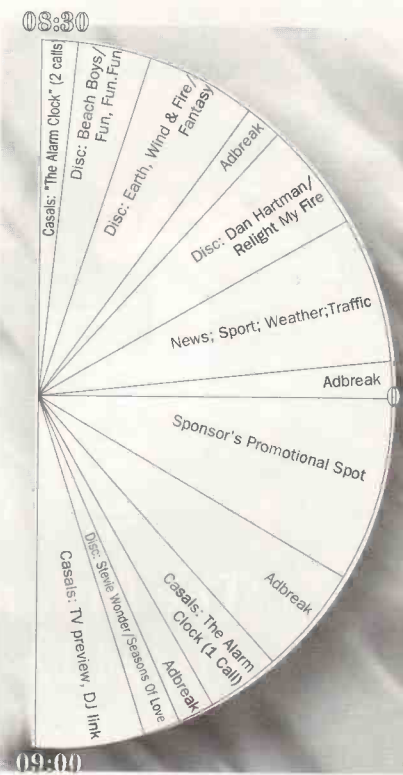 08:30
Casals: "The Alarm Clock" (2 calls)
Disc: Beach Boys/
Fun, Fun.Fun
Disc: Earth, Wind & Fire/
Fantasy
Adbreak
Disc: Dan Hartman/
Relight My Fire
News; Sport; Weather;Traffic
Adbreak
Sponsor's Promotional Spot
Adbreak
Casals: The Alarm
Clock (1 Call)
Adbreak
Disc: Stevie Wonder/Seasons Of Love
Casals: TV preview, DJ link
09:00